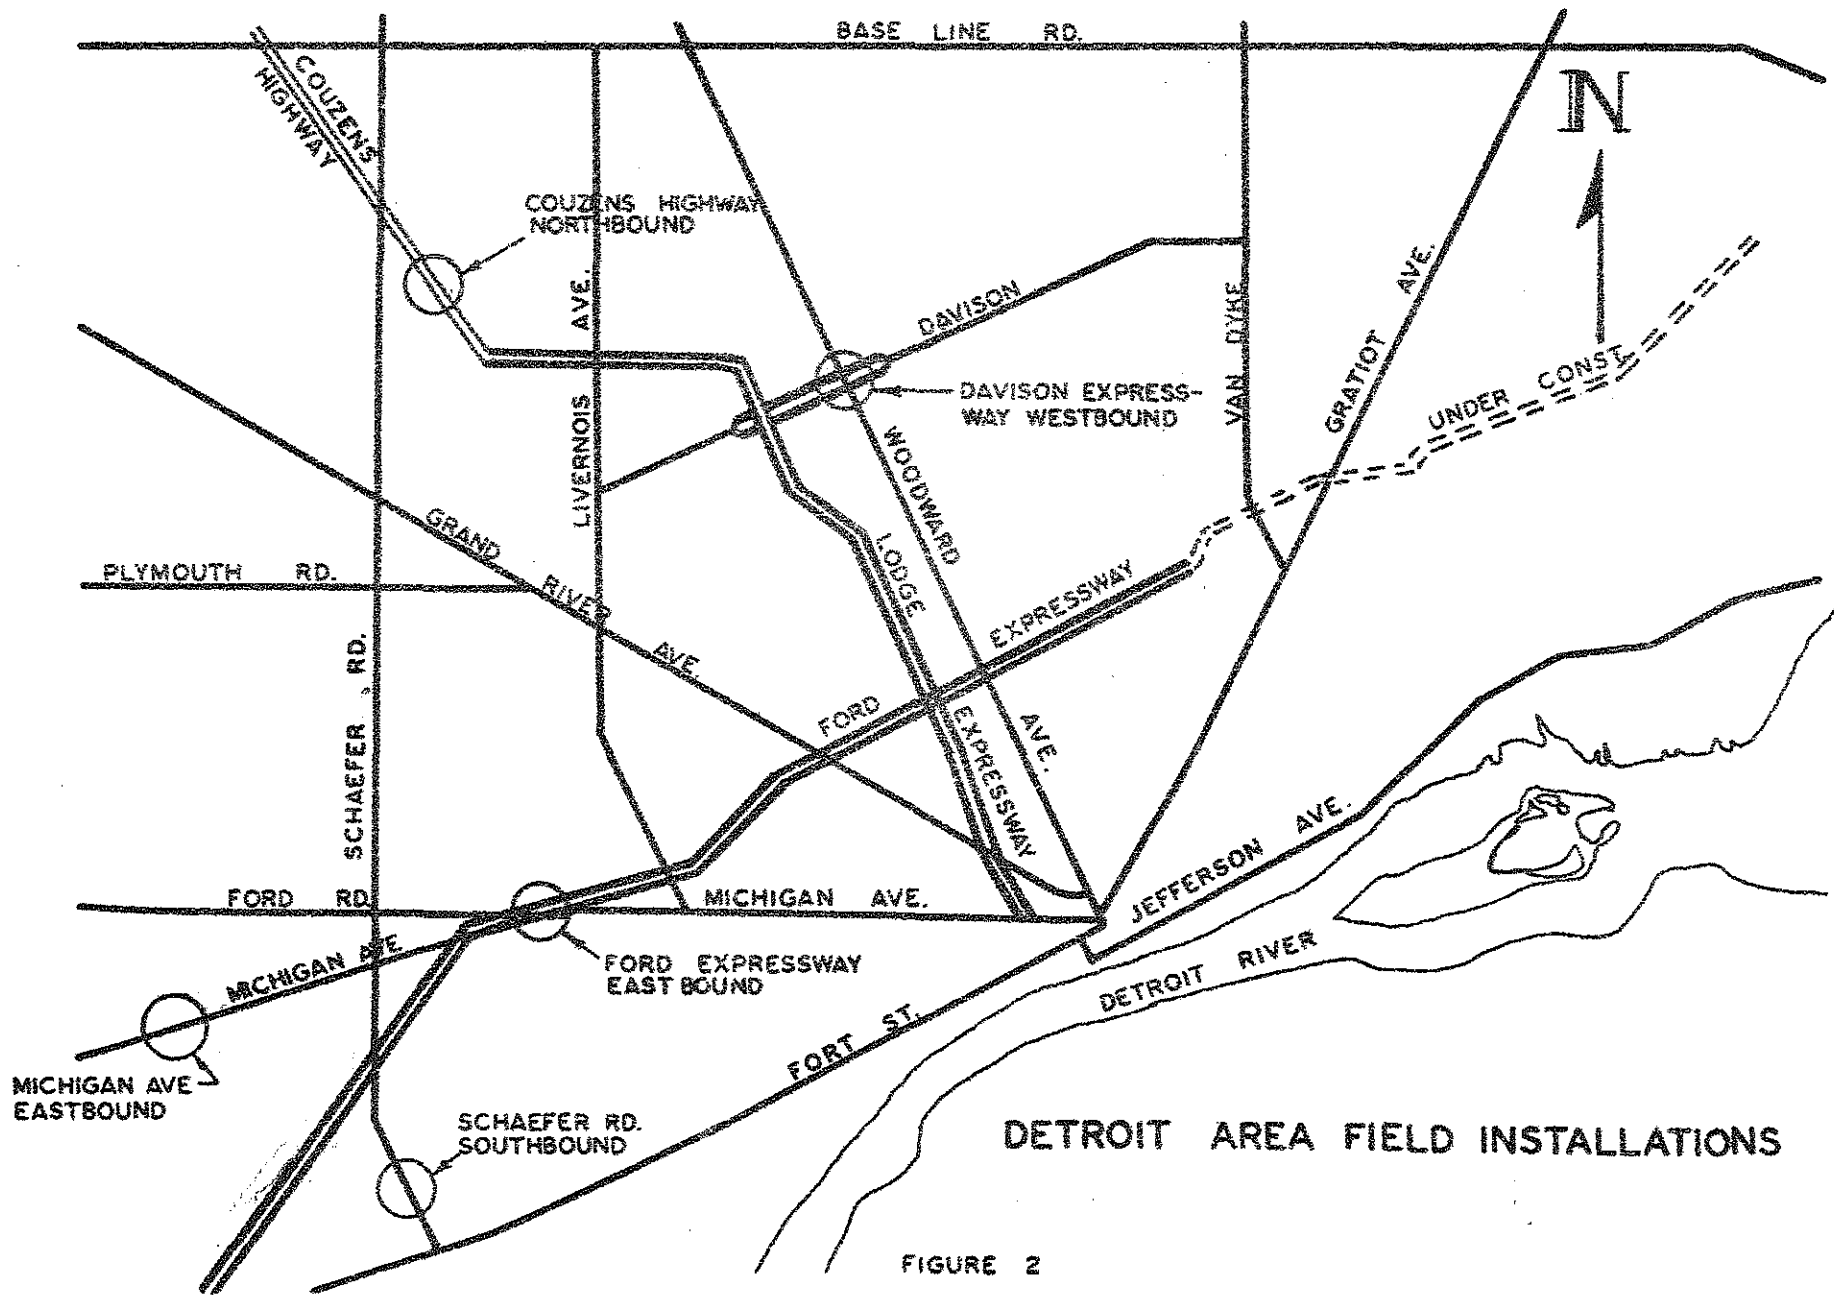 BASE LINE RD.
N
COUZENS
HIGHWAY
COUZENS HIGHWAY
NORTHBOUND
LIVERNOIS AVE.
DAVISON
VAN DYKE
GRATIOT AVE.
DAVISON EXPRESS-
WAY WESTBOUND
UNDER CONST.
WOODWARD AVE.
GRAND RIVER AVE.
PLYMOUTH RD.
LODGE EXPRESSWAY
FORD EXPRESSWAY
SCHAEFER RD.
FORD RD.
MICHIGAN AVE.
JEFFERSON AVE.
MICHIGAN AVE.
FORD EXPRESSWAY
EAST BOUND
DETROIT RIVER
FORT ST.
MICHIGAN AVE
EASTBOUND
SCHAEFER RD.
SOUTHBOUND
DETROIT AREA FIELD INSTALLATIONS
FIGURE 2